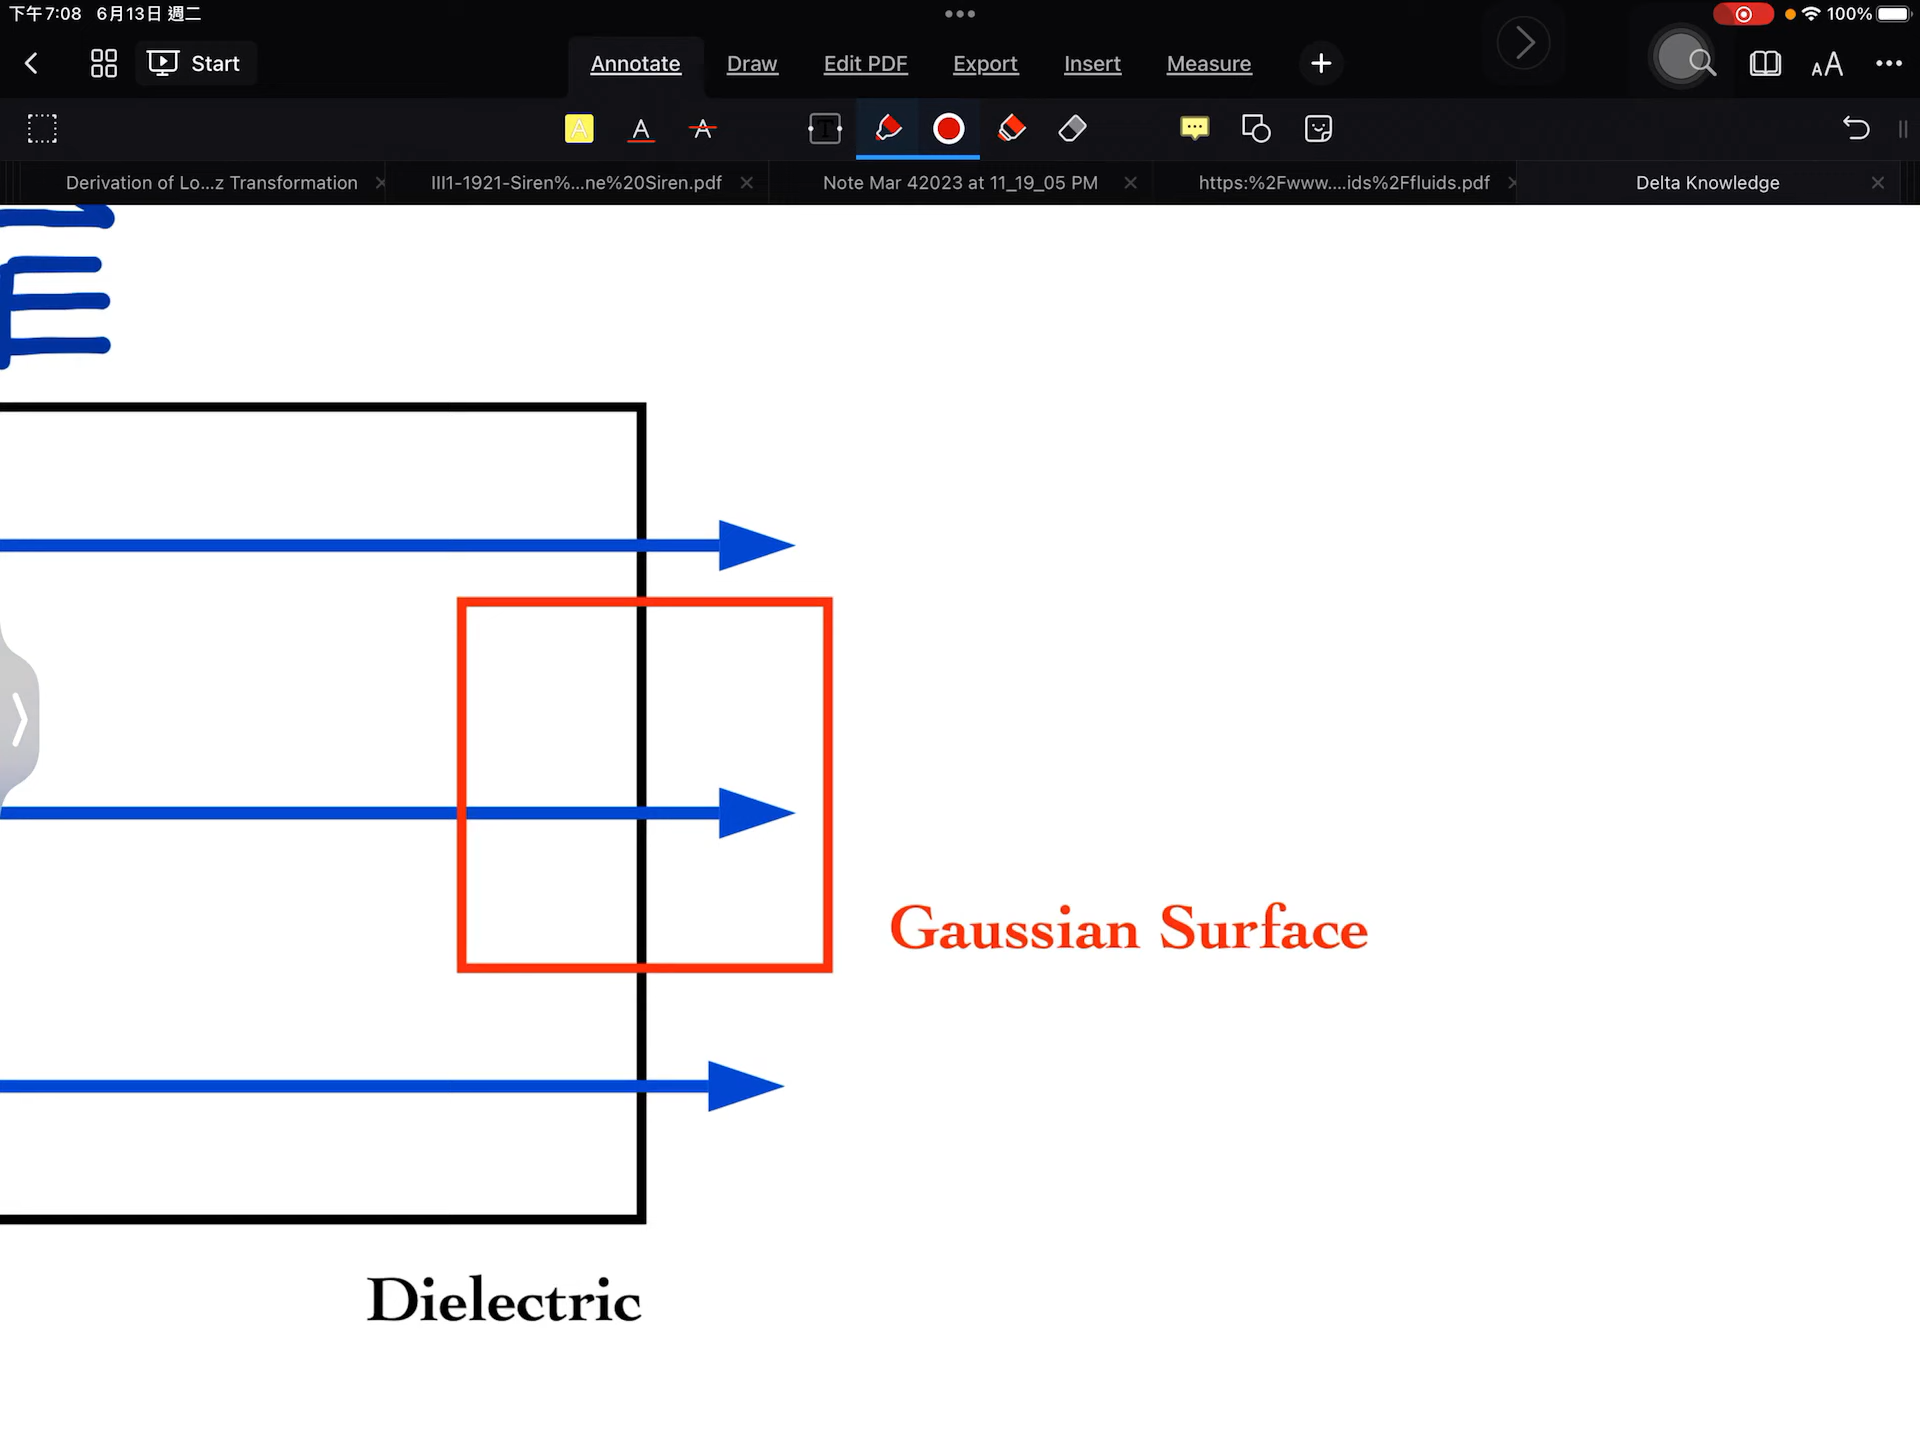 下午7:08 6月13日 週二
100%
Start
Annotate Draw Edit PDF Export Insert Measure
AA
A A A T
Derivation of Lo...z Transformation
III1-1921-Siren%...ne%20Siren.pdf
Note Mar 42023 at 11_19_05 PM
https:%2Fwww....ids%2Ffluids.pdf
Delta Knowledge
E
Gaussian Surface
Dielectric